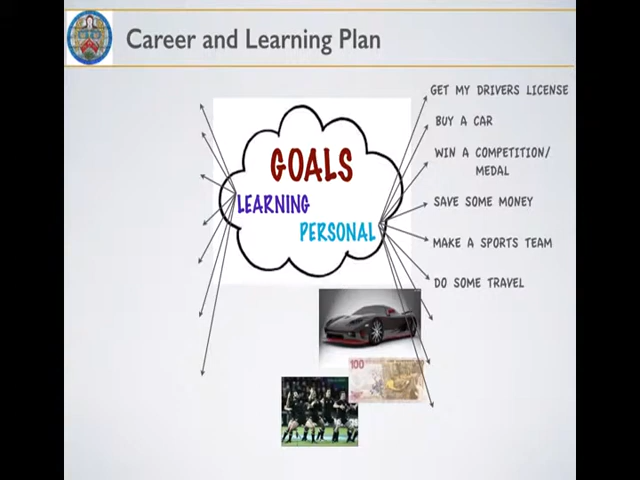 Career and Learning Plan
GOALS
LEARNING
PERSONAL
GET MY DRIVERS LICENSE
BUY A CAR
WIN A COMPETITION/
MEDAL
SAVE SOME MONEY
MAKE A SPORTS TEAM
DO SOME TRAVEL
100